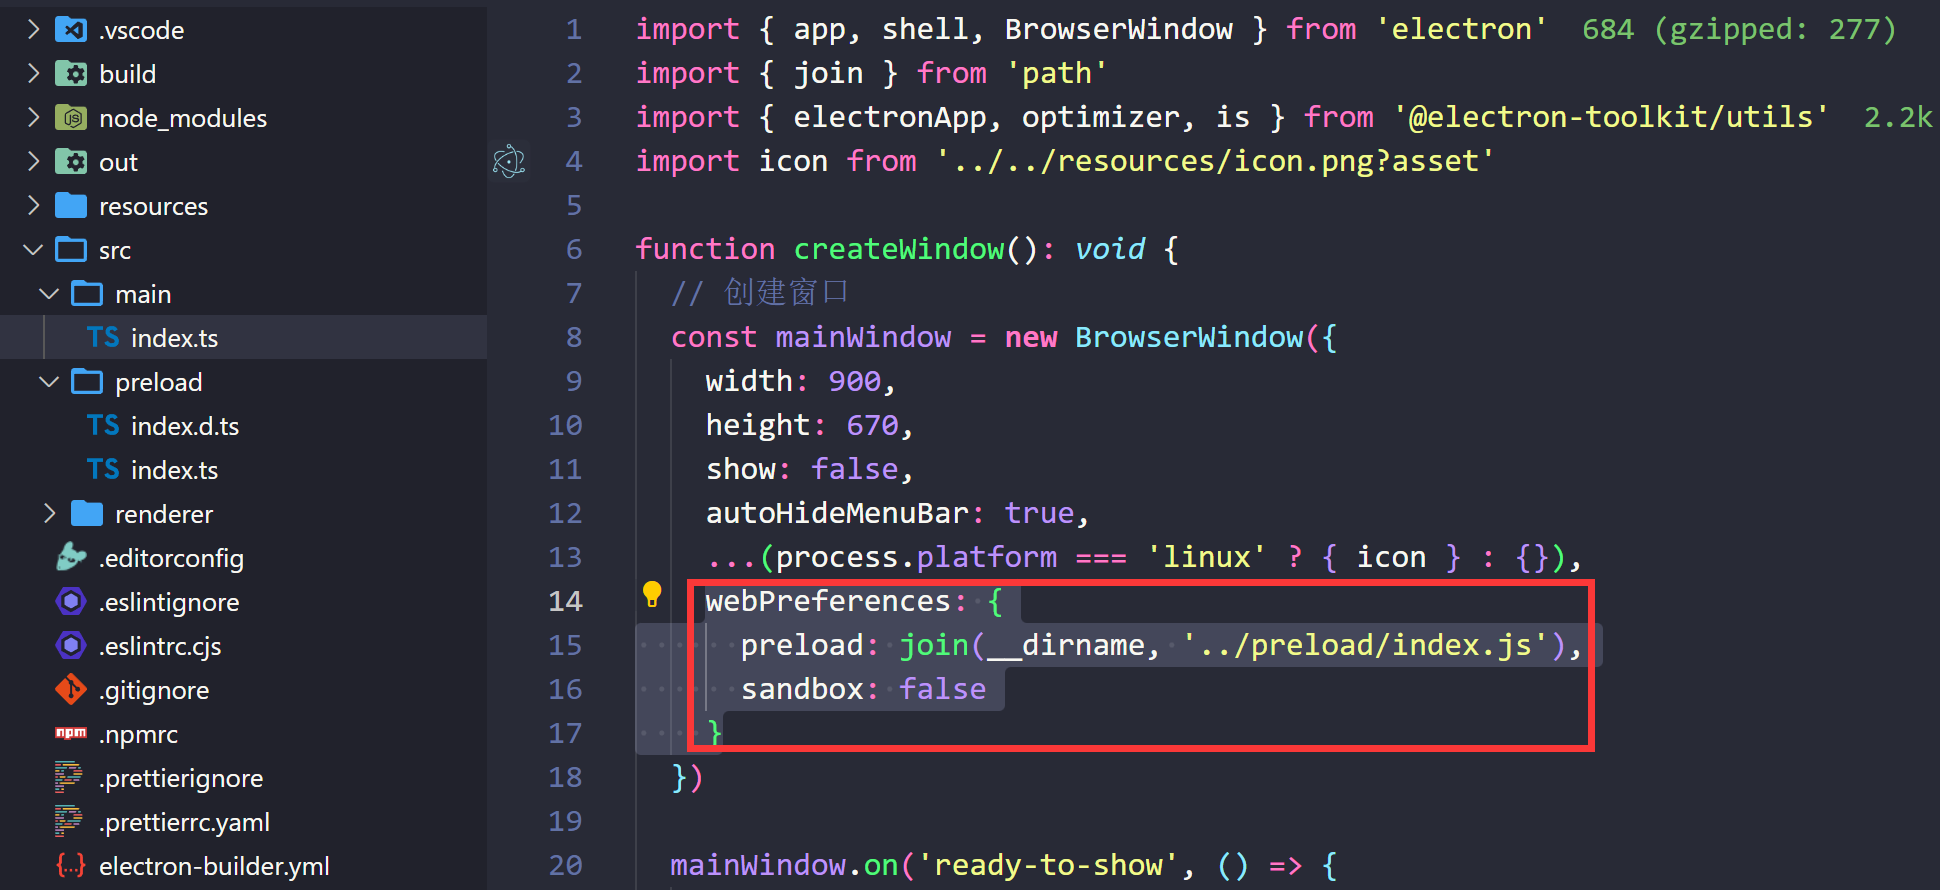 .vscode
build
node_modules
out
resources
src
main
TS index.ts
preload
TS index.d.ts
TS index.ts
renderer
.editorconfig
.eslintignore
.eslintrc.cjs
.gitignore
npm .npmrc
.prettierignore
.prettierrc.yaml
{...} electron-builder.yml
1 import { app, shell, BrowserWindow } from 'electron' 684 (gzipped: 277)
2 import { join } from 'path'
3 import { electronApp, optimizer, is } from '@electron-toolkit/utils' 2.2k
4 import icon from '../../resources/icon.png?asset'
5
6 function createWindow(): void {
7 // 创建窗口
8 const mainWindow = new BrowserWindow({
9 width: 900,
10 height: 670,
11 show: false,
12 autoHideMenuBar: true,
13 ...(process.platform === 'linux' ? { icon } : {}),
14 webPreferences: {
15 preload: join(__dirname, '../preload/index.js'),
16 sandbox: false
17 }
18 })
19
20 mainWindow.on('ready-to-show', () => {